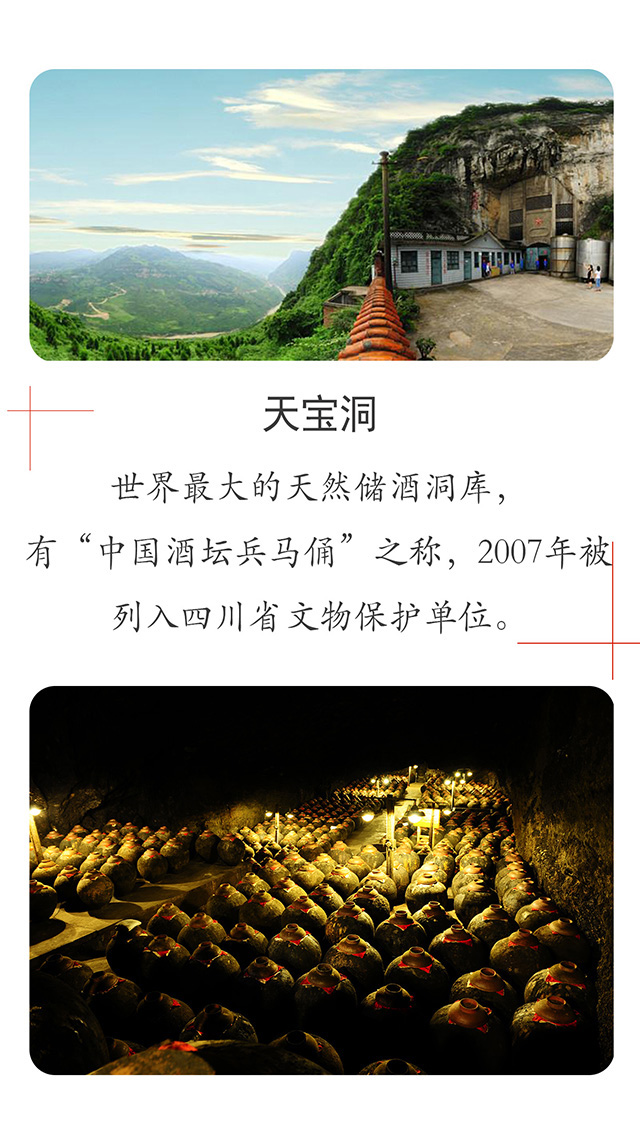 天宝洞
世界最大的天然储酒洞库，
有“中国酒坛兵马俑”之称，2007年被
列入四川省文物保护单位。